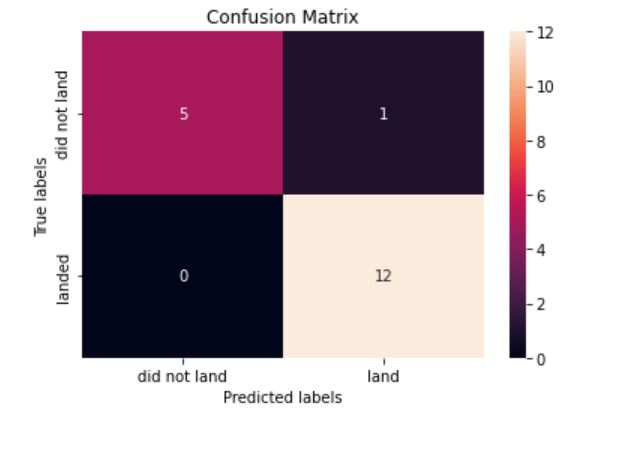 Confusion Matrix
True labels
did not land
landed
5
1
0
12
did not land
land
Predicted labels
12
10
8
6
4
2
0